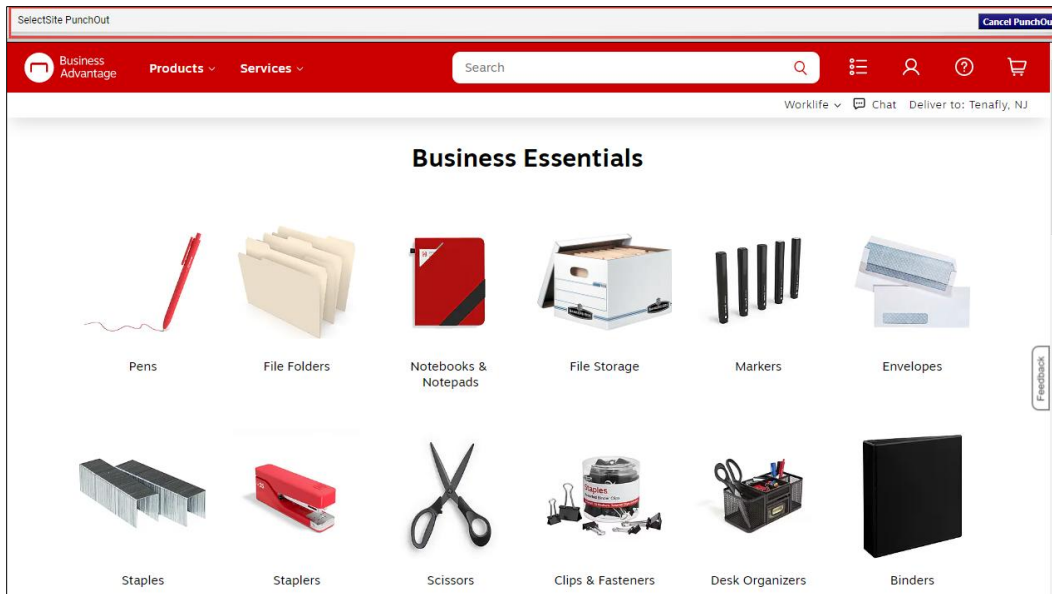 SelectSite PunchOut
Cancel PunchOu
Business
Advantage
Products
Services
Search
Worklife
Chat
Deliver to: Tenafly, NJ
Business Essentials
Pens
File Folders
Notebooks &
Notepads
File Storage
Markers
Envelopes
Feedback
Staples
Staples
Staplers
Scissors
Clips & Fasteners
Desk Organizers
Binders